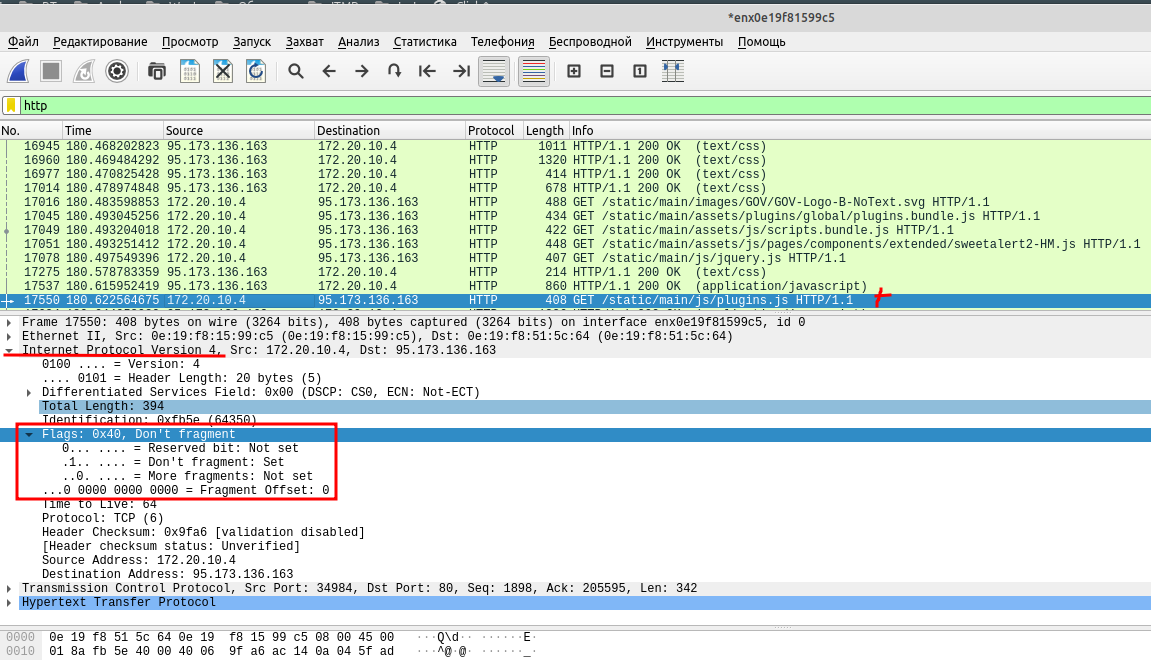 *enx0e19f81599c5
Файл Редактирование Просмотр Запуск Захват Анализ Статистика Телефония Беспроводной Инструменты Помощь
http
No. Time Source Destination Protocol Length Info
16945 180.468202823 95.173.136.163 172.20.10.4 HTTP 1011 HTTP/1.1 200 OK (text/css)
16960 180.469484292 95.173.136.163 172.20.10.4 HTTP 1320 HTTP/1.1 200 OK (text/css)
16977 180.470825428 95.173.136.163 172.20.10.4 HTTP 414 HTTP/1.1 200 OK (text/css)
17014 180.478974848 95.173.136.163 172.20.10.4 HTTP 678 HTTP/1.1 200 OK (text/css)
17016 180.483598853 172.20.10.4 95.173.136.163 HTTP 488 GET /static/main/images/GOV/GOV-Logo-B-NoText.svg HTTP/1.1
17045 180.493045256 172.20.10.4 95.173.136.163 HTTP 434 GET /static/main/assets/plugins/global/plugins.bundle.js HTTP/1.1
17049 180.493204018 172.20.10.4 95.173.136.163 HTTP 422 GET /static/main/assets/js/scripts.bundle.js HTTP/1.1
17051 180.493251412 172.20.10.4 95.173.136.163 HTTP 448 GET /static/main/assets/js/pages/components/extended/sweetalert2-HM.js HTTP/1.1
17078 180.497549396 172.20.10.4 95.173.136.163 HTTP 407 GET /static/main/js/jquery.js HTTP/1.1
17275 180.578783359 95.173.136.163 172.20.10.4 HTTP 214 HTTP/1.1 200 OK (text/css)
17537 180.615952419 95.173.136.163 172.20.10.4 HTTP 860 HTTP/1.1 200 OK (application/javascript)
17550 180.622564675 172.20.10.4 95.173.136.163 HTTP 408 GET /static/main/js/plugins.js HTTP/1.1
Frame 17550: 408 bytes on wire (3264 bits), 408 bytes captured (3264 bits) on interface enx0e19f81599c5, id 0
Ethernet II, Src: 0e:19:f8:15:99:c5 (0e:19:f8:15:99:c5), Dst: 0e:19:f8:51:5c:64 (0e:19:f8:51:5c:64)
Internet Protocol Version 4, Src: 172.20.10.4, Dst: 95.173.136.163
0100 .... = Version: 4
.... 0101 = Header Length: 20 bytes (5)
Differentiated Services Field: 0x00 (DSCP: CS0, ECN: Not-ECT)
Total Length: 394
Identification: 0xfb5e (64350)
Flags: 0x40, Don't fragment
0... .... = Reserved bit: Not set
.1.. .... = Don't fragment: Set
..0. .... = More fragments: Not set
...0 0000 0000 0000 = Fragment Offset: 0
Time to Live: 64
Protocol: TCP (6)
Header Checksum: 0x9fa6 [validation disabled]
[Header checksum status: Unverified]
Source Address: 172.20.10.4
Destination Address: 95.173.136.163
Transmission Control Protocol, Src Port: 34984, Dst Port: 80, Seq: 1898, Ack: 205595, Len: 342
Hypertext Transfer Protocol
0000 0e 19 f8 51 5c 64 0e 19 f8 15 99 c5 08 00 45 00 ···Q\d·· ······E·
0010 01 8a fb 5e 40 00 40 06 9f a6 ac 14 0a 04 5f ad ···^@·@· ······_·